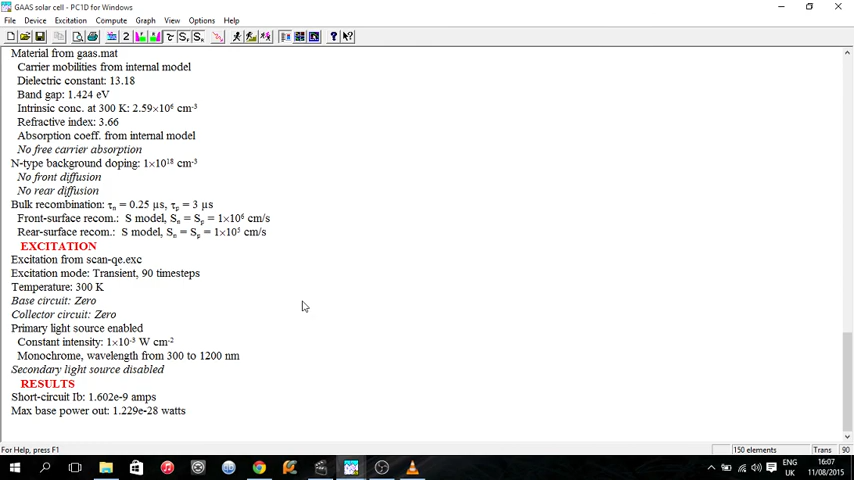 GAAS solar cell - PC1D for Windows
File Device Excitation Compute Graph View Options Help
Material from gaas.mat
Carrier mobilities from internal model
Dielectric constant: 13.18
Band gap: 1.424 eV
Intrinsic conc. at 300 K: 2.59×10⁶ cm⁻³
Refractive index: 3.66
Absorption coeff. from internal model
No free carrier absorption
N-type background doping: 1×10¹⁸ cm⁻³
No front diffusion
No rear diffusion
Bulk recombination: τn = 0.25 µs, τp = 3 µs
Front-surface recom.: S model, Sn = Sp = 1×10⁶ cm/s
Rear-surface recom.: S model, Sn = Sp = 1×10⁵ cm/s
EXCITATION
Excitation from scan-qe.exc
Excitation mode: Transient, 90 timesteps
Temperature: 300 K
Base circuit: Zero
Collector circuit: Zero
Primary light source enabled
Constant intensity: 1×10⁻³ W cm⁻²
Monochrome, wavelength from 300 to 1200 nm
Secondary light source disabled
RESULTS
Short-circuit Ib: 1.602e-9 amps
Max base power out: 1.229e-28 watts
For Help, press F1
150 elements Trans 90
ENG 16:07
UK 11/08/2015